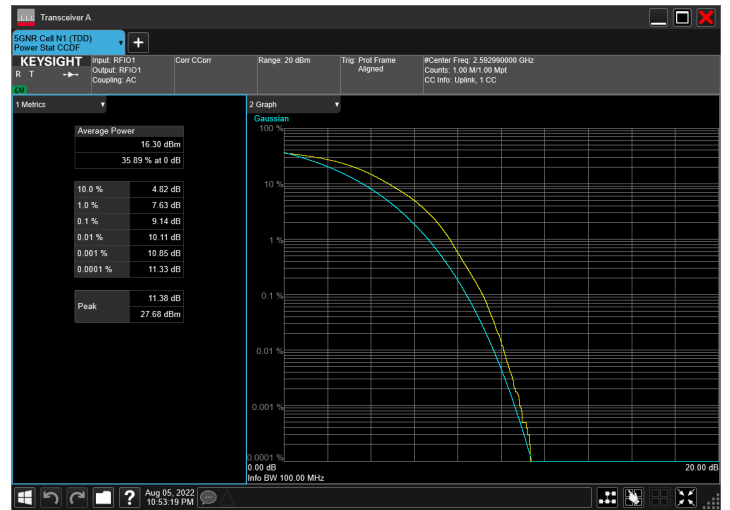 Transceiver A
5GNR Cell N1 (TDD)
Power Stat CCDF
KEYSIGHT
R T
LNI
Input: RFIO1
Output: RFIO1
Coupling: AC
Corr CCorr
Range: 20 dBm
Trig: Prot Frame
Aligned
#Center Freq: 2.592990000 GHz
Counts: 1.00 M/1.00 Mpt
CC Info: Uplink, 1 CC
1 Metrics
Average Power
16.30 dBm
35.89 % at 0 dB
10.0 % 4.82 dB
1.0 % 7.63 dB
0.1 % 9.14 dB
0.01 % 10.11 dB
0.001 % 10.85 dB
0.0001 % 11.33 dB
Peak
11.38 dB
27.68 dBm
2 Graph
Gaussian
100 %
10 %
1 %
0.1 %
0.01 %
0.001 %
0.0001 %
0.00 dB 20.00 dB
Info BW 100.00 MHz
?
Aug 05, 2022
10:53:19 PM